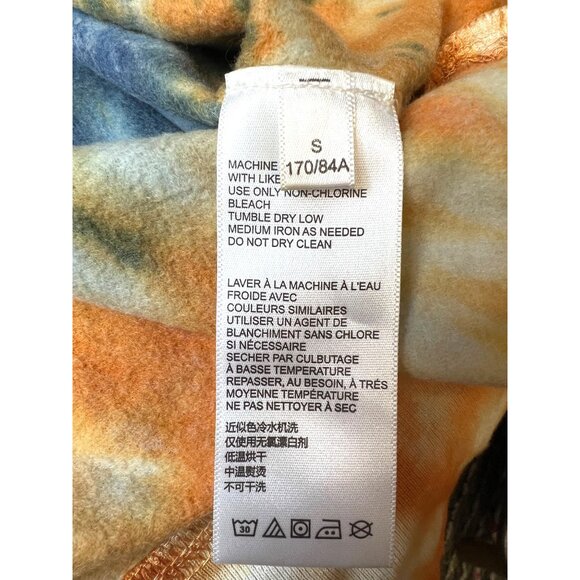 S
170/84A
MACHINE
WITH LIKE
USE ONLY NON-CHLORINE
BLEACH
TUMBLE DRY LOW
MEDIUM IRON AS NEEDED
DO NOT DRY CLEAN
LAVER À LA MACHINE À L'EAU
FROIDE AVEC
COULEURS SIMILAIRES
UTILISER UN AGENT DE
BLANCHIMENT SANS CHLORE
SI NÉCESSAIRE
SECHER PAR CULBUTAGE
À BASSE TEMPERATURE
REPASSER, AU BESOIN, À TRÉS
MOYENNE TEMPÉRATURE
NE PAS NETTOYER À SEC
近似色冷水机洗
仅使用无氯漂白剂
低温烘干
中温熨烫
不可干洗
30